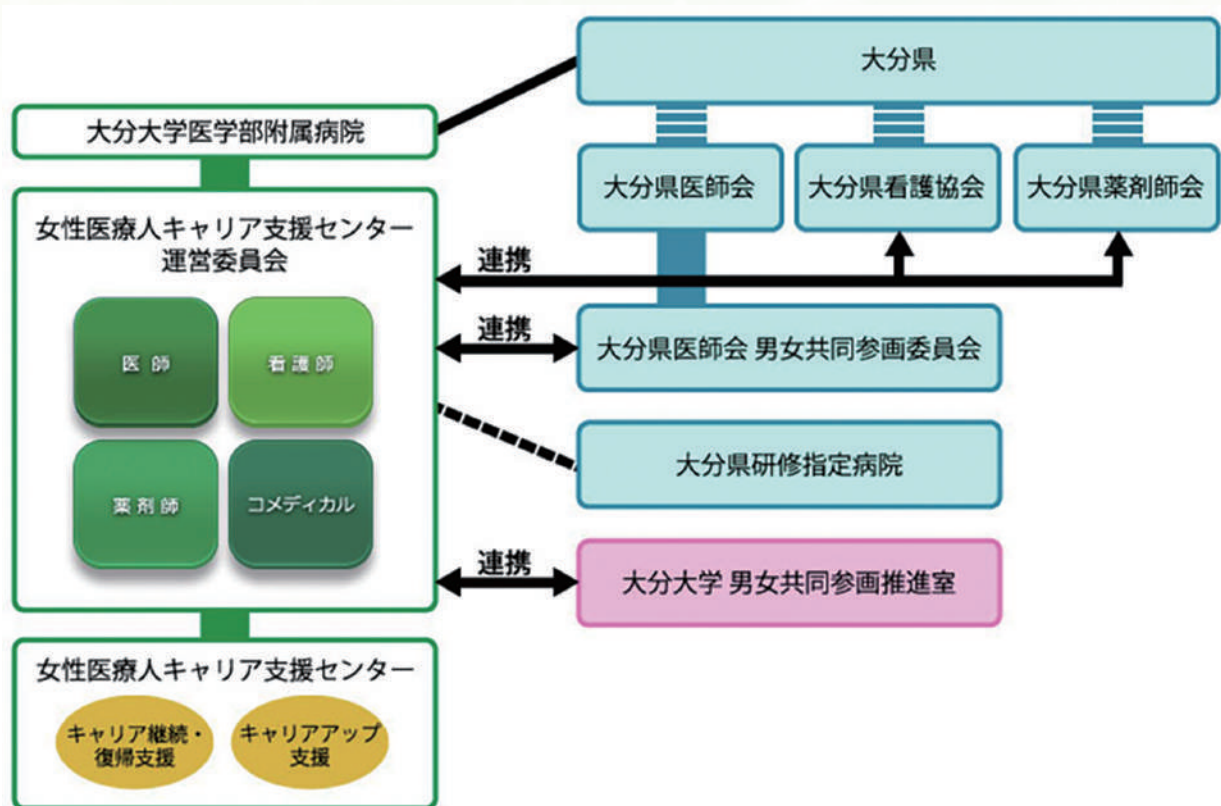 大分県
大分大学医学部附属病院
大分県医師会
大分県看護協会
大分県薬剤師会
女性医療人キャリア支援センター
運営委員会
医 師
看 護 師
薬 剤 師
コメディカル
連携
連携
大分県医師会 男女共同参画委員会
大分県研修指定病院
連携
大分大学 男女共同参画推進室
女性医療人キャリア支援センター
キャリア継続・
復帰支援
キャリアアップ
支援